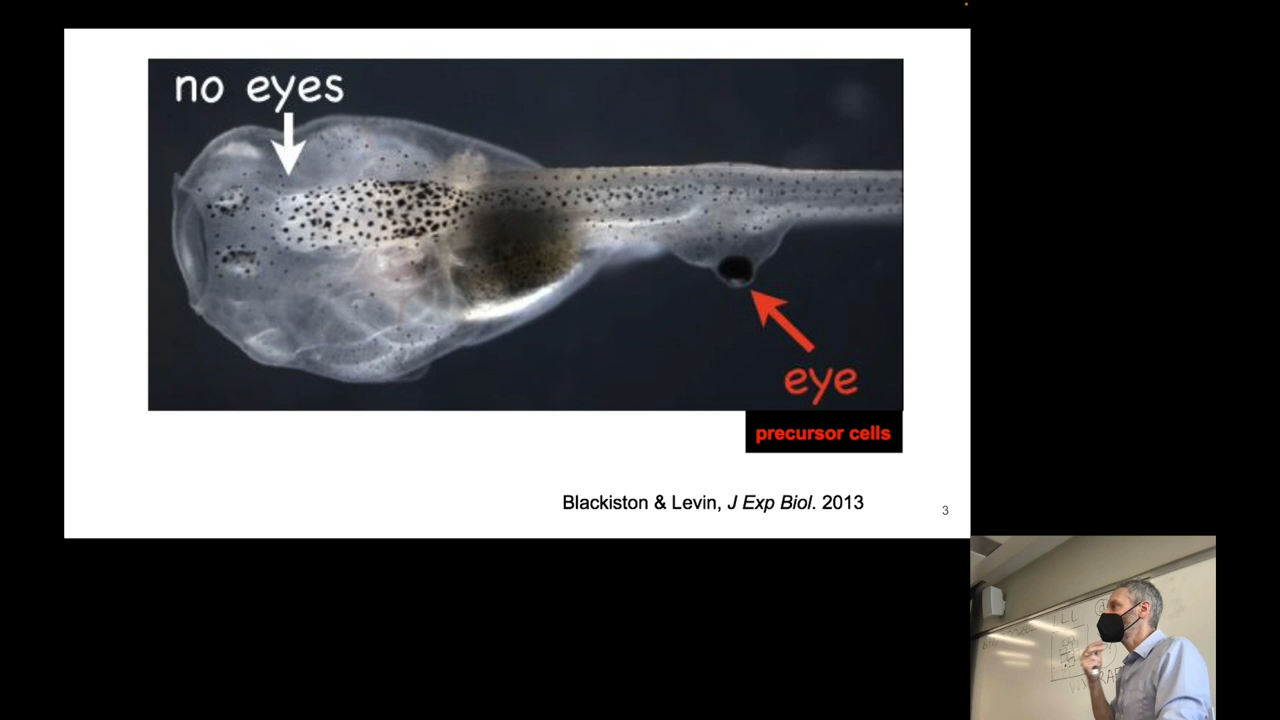 no eyes
eye
precursor cells
Blackiston & Levin, J Exp Biol. 2013
3